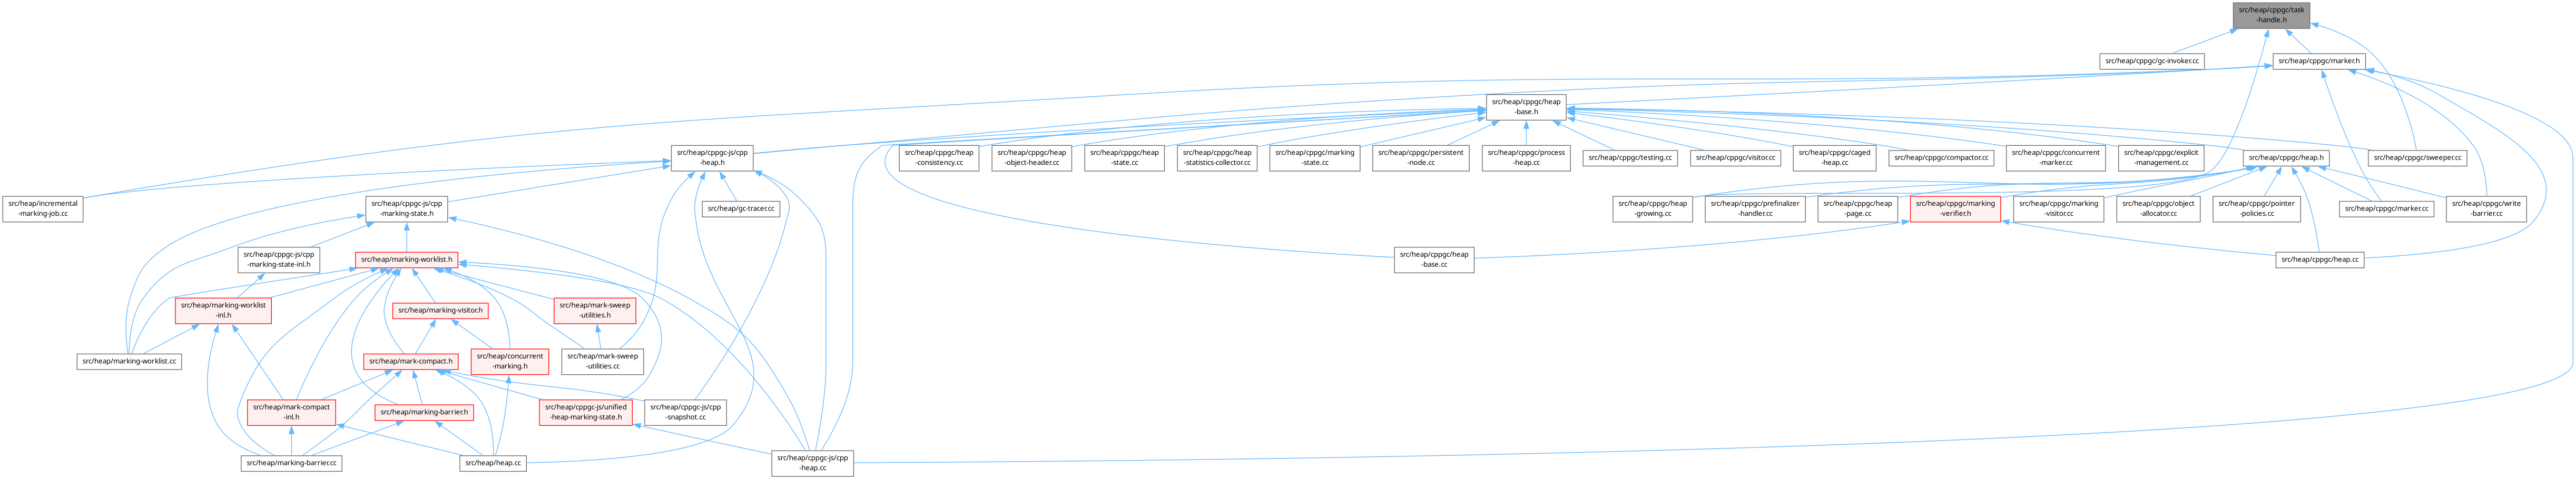 src/heap/cppgc/task
-handle.h
src/heap/cppgc/gc-invoker.cc
src/heap/cppgc/marker.h
src/heap/cppgc/heap
-base.h
src/heap/cppgc-js/cpp
-heap.h
src/heap/cppgc/heap
-consistency.cc
src/heap/cppgc/heap
-object-header.cc
src/heap/cppgc/heap
-state.cc
src/heap/cppgc/heap
-statistics-collector.cc
src/heap/cppgc/marking
-state.cc
src/heap/cppgc/persistent
-node.cc
src/heap/cppgc/process
-heap.cc
src/heap/cppgc/testing.cc
src/heap/cppgc/visitor.cc
src/heap/cppgc/caged
-heap.cc
src/heap/cppgc/compactor.cc
src/heap/cppgc/concurrent
-marker.cc
src/heap/cppgc/explicit
-management.cc
src/heap/cppgc/heap.h
src/heap/cppgc/sweeper.cc
src/heap/incremental
-marking-job.cc
src/heap/cppgc-js/cpp
-marking-state.h
src/heap/gc-tracer.cc
src/heap/cppgc/heap
-growing.cc
src/heap/cppgc/prefinalizer
-handler.cc
src/heap/cppgc/heap
-page.cc
src/heap/cppgc/marking
-verifier.h
src/heap/cppgc/marking
-visitor.cc
src/heap/cppgc/object
-allocator.cc
src/heap/cppgc/pointer
-policies.cc
src/heap/cppgc/marker.cc
src/heap/cppgc/write
-barrier.cc
src/heap/cppgc-js/cpp
-marking-state-inl.h
src/heap/marking-worklist.h
src/heap/cppgc/heap
-base.cc
src/heap/cppgc/heap.cc
src/heap/marking-worklist
-inl.h
src/heap/marking-visitor.h
src/heap/mark-sweep
-utilities.h
src/heap/marking-worklist.cc
src/heap/mark-compact.h
src/heap/concurrent
-marking.h
src/heap/mark-sweep
-utilities.cc
src/heap/mark-compact
-inl.h
src/heap/marking-barrier.h
src/heap/cppgc-js/unified
-heap-marking-state.h
src/heap/cppgc-js/cpp
-snapshot.cc
src/heap/marking-barrier.cc
src/heap/heap.cc
src/heap/cppgc-js/cpp
-heap.cc